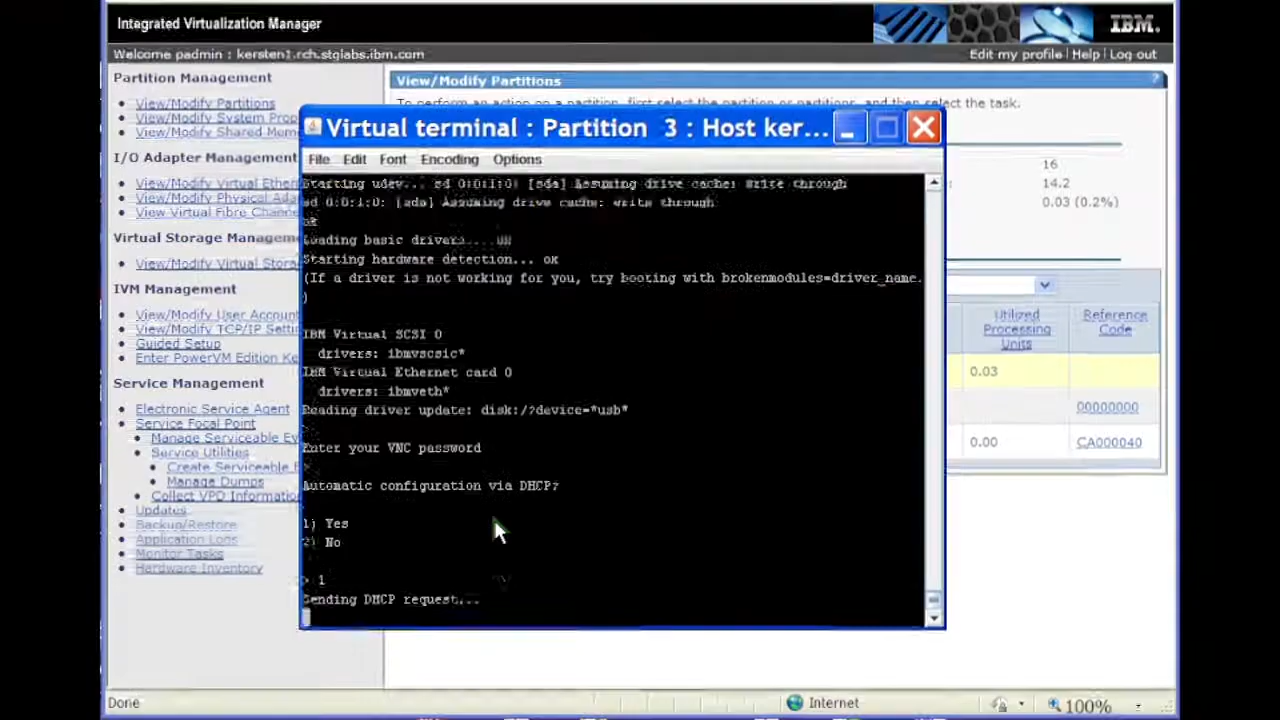 Integrated Virtualization Manager
IBM.
Welcome padmin : kersten1.rch.stglabs.ibm.com
Edit my profile | Help | Log out
Partition Management
View/Modify Partitions
View/Modify System Prop
View/Modify Shared Mem
I/O Adapter Management
View/Modify Virtual Ether
View/Modify Physical Ada
View Virtual Fibre Channe
Virtual Storage Manageme
View/Modify Virtual Stora
IVM Management
View/Modify User Account
View/Modify TCP/IP Setti
Guided Setup
Enter PowerVM Edition Ke
Service Management
Electronic Service Agent
Service Focal Point
Manage Serviceable Ev
Service Utilities
Create Serviceable E
Manage Dumps
Collect VPD Information
Updates
Backup/Restore
Application Logs
Monitor Tasks
Hardware Inventory
View/Modify Partitions
?
To perform an action on a partition, first select the partition or partitions, and then select the task.
16
14.2
0.03 (0.2%)
Utilized Processing Units
Reference Code
0.03
00000000
0.00
CA000040
Virtual terminal : Partition 3 : Host ker...
File Edit Font Encoding Options
Starting udev... sd 0:0:1:0: [sda] Assuming drive cache: write through
sd 0:0:1:0: [sda] Assuming drive cache: write through
ok
Loading basic drivers... ok
Starting hardware detection... ok
(If a driver is not working for you, try booting with brokenmodules=driver_name.
)
IBM Virtual SCSI 0
drivers: ibmvscsic*
IBM Virtual Ethernet card 0
drivers: ibmveth*
Reading driver update: disk:/?device=*usb*
Enter your VNC password
>
Automatic configuration via DHCP?
1) Yes
2) No
> 1
Sending DHCP request...
Done
Internet
100%